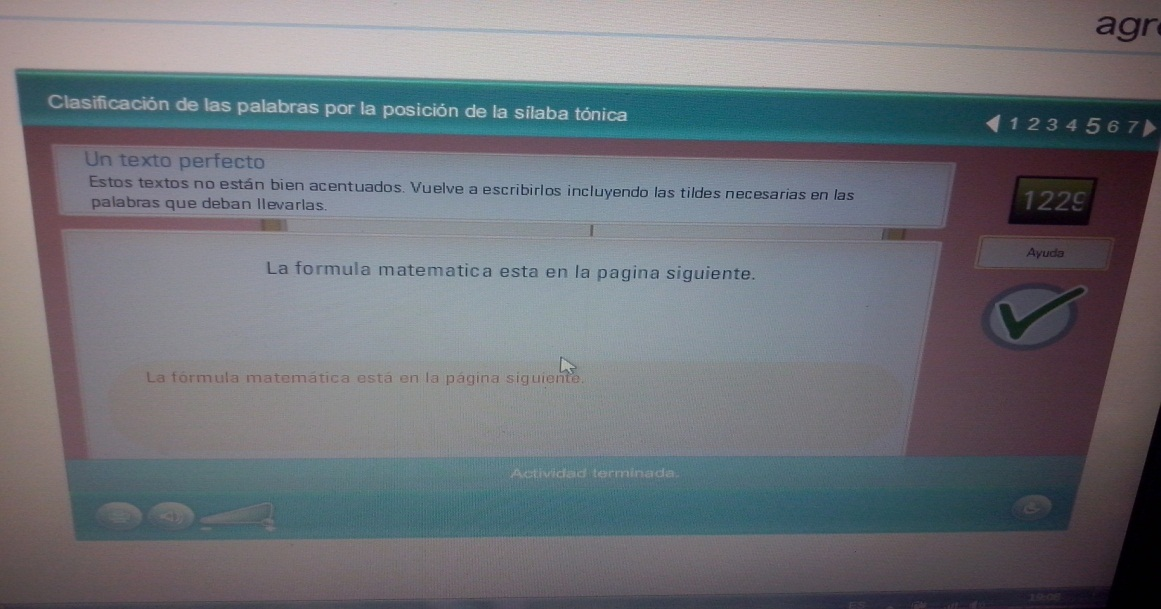 agr
Clasificación de las palabras por la posición de la sílaba tónica
1 2 3 4 5 6 7
Un texto perfecto
Estos textos no están bien acentuados. Vuelve a escribirlos incluyendo las tildes necesarias en las
palabras que deban llevarlas.
1229
Ayuda
La formula matematica esta en la pagina siguiente.
La fórmula matemática está en la página siguiente.
Actividad terminada.